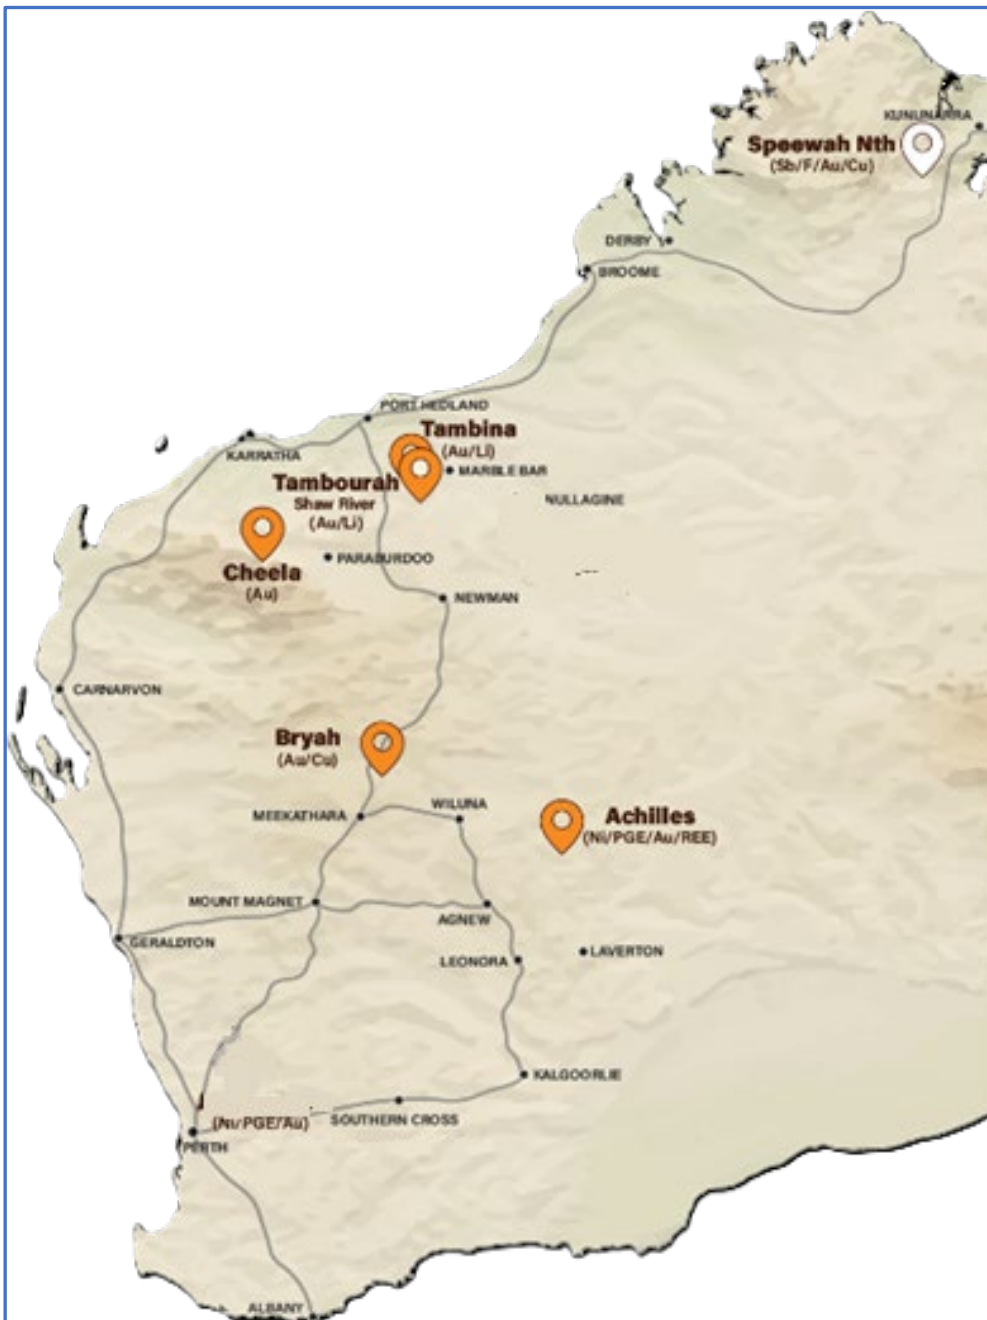 KUNUNARRA
Speewah Nth
(Sb/F/Au/Cu)
DERBY
BROOME
PORT HEDLAND
Tambina
(Au/Li)
KARRATHA
MARBLE BAR
Tambourah
Shaw River
(Au/Li)
NULLAGINE
PARABURDOO
Cheela
(Au)
NEWMAN
CARNARVON
Bryah
(Au/Cu)
MEEKATHARA
WILUNA
Achilles
(Ni/PGE/Au/REE)
MOUNT MAGNET
AGNEW
GERALDTON
LEONORA
LAVERTON
KALGOORLIE
(Ni/PGE/Au)
SOUTHERN CROSS
PERTH
ALBANY